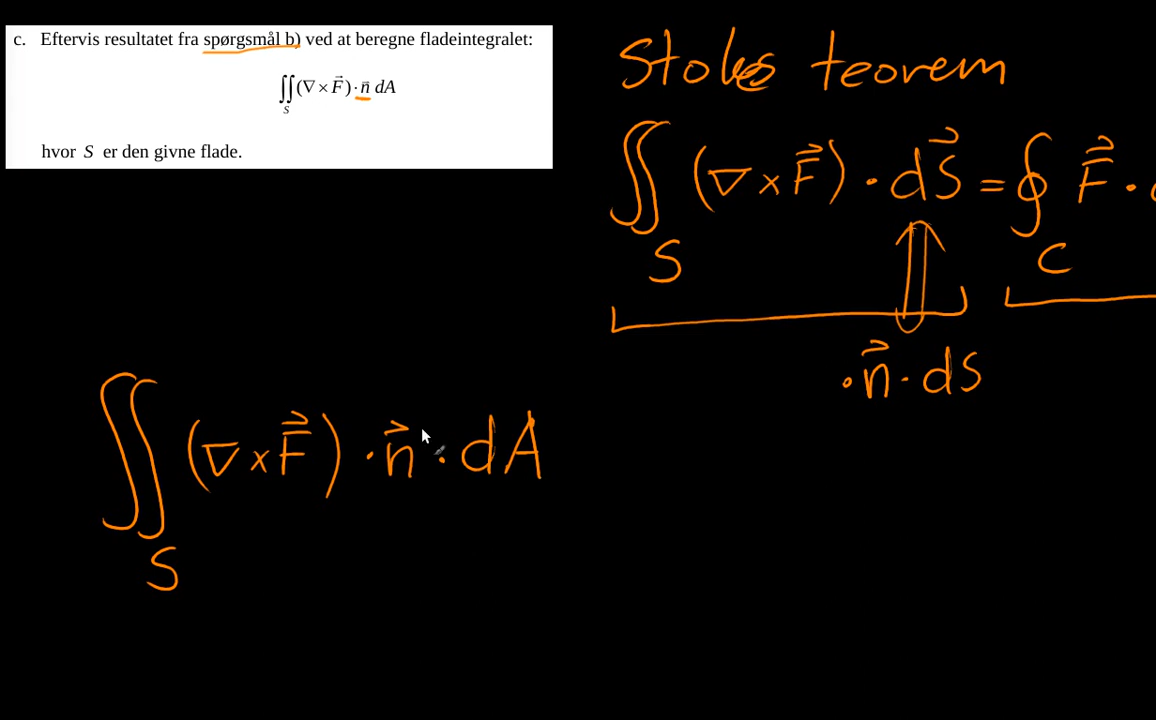 c. Eftervis resultatet fra spørgsmål b) ved at beregne fladeintegralet:
∬_S (∇ × F⃗) · n⃗ dA
hvor S er den givne flade.
Stokes teorem
∬_S (∇ × F⃗) · dS⃗ = ∮_C F⃗ ·
· n⃗ · dS
∬_S (∇ × F⃗) · n⃗ · dA